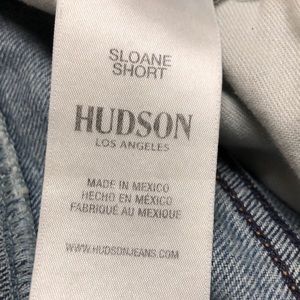 SLOANE
SHORT
HUDSON
LOS ANGELES
MADE IN MEXICO
HECHO EN MÉXICO
FABRIQUÉ AU MEXIQUE
WWW.HUDSONJEANS.COM